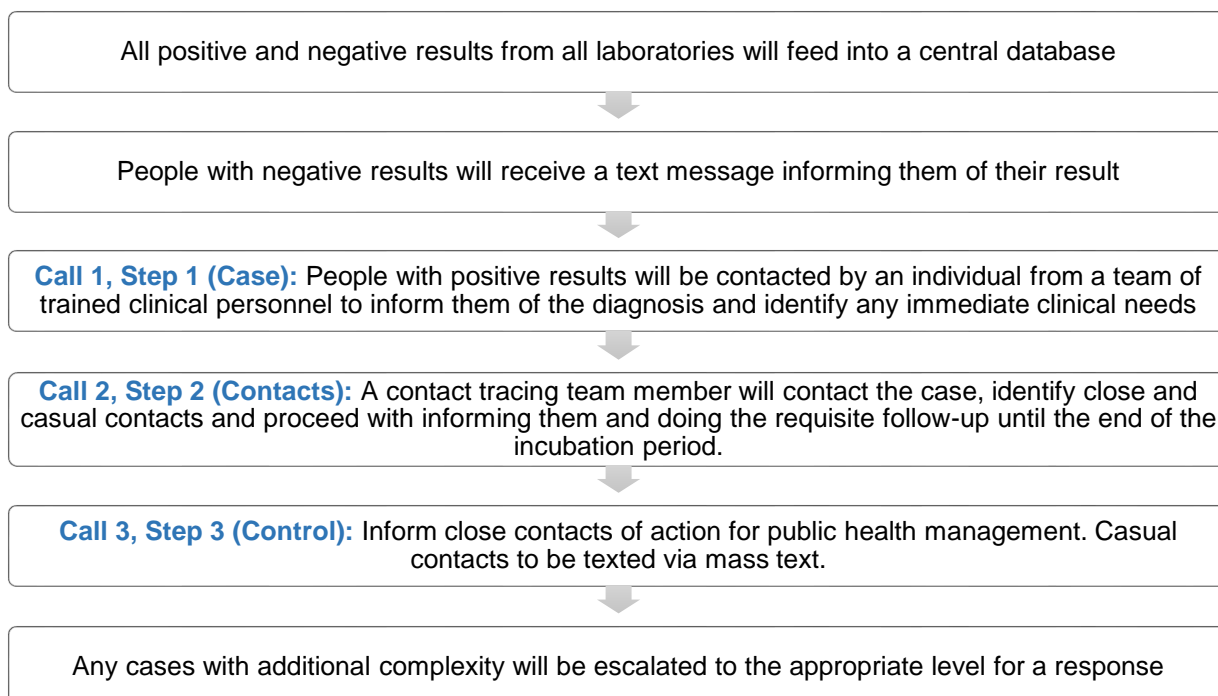 All positive and negative results from all laboratories will feed into a central database
People with negative results will receive a text message informing them of their result
Call 1, Step 1 (Case): People with positive results will be contacted by an individual from a team of
trained clinical personnel to inform them of the diagnosis and identify any immediate clinical needs
Call 2, Step 2 (Contacts): A contact tracing team member will contact the case, identify close and
casual contacts and proceed with informing them and doing the requisite follow-up until the end of the
incubation period.
Call 3, Step 3 (Control): Inform close contacts of action for public health management. Casual
contacts to be texted via mass text.
Any cases with additional complexity will be escalated to the appropriate level for a response